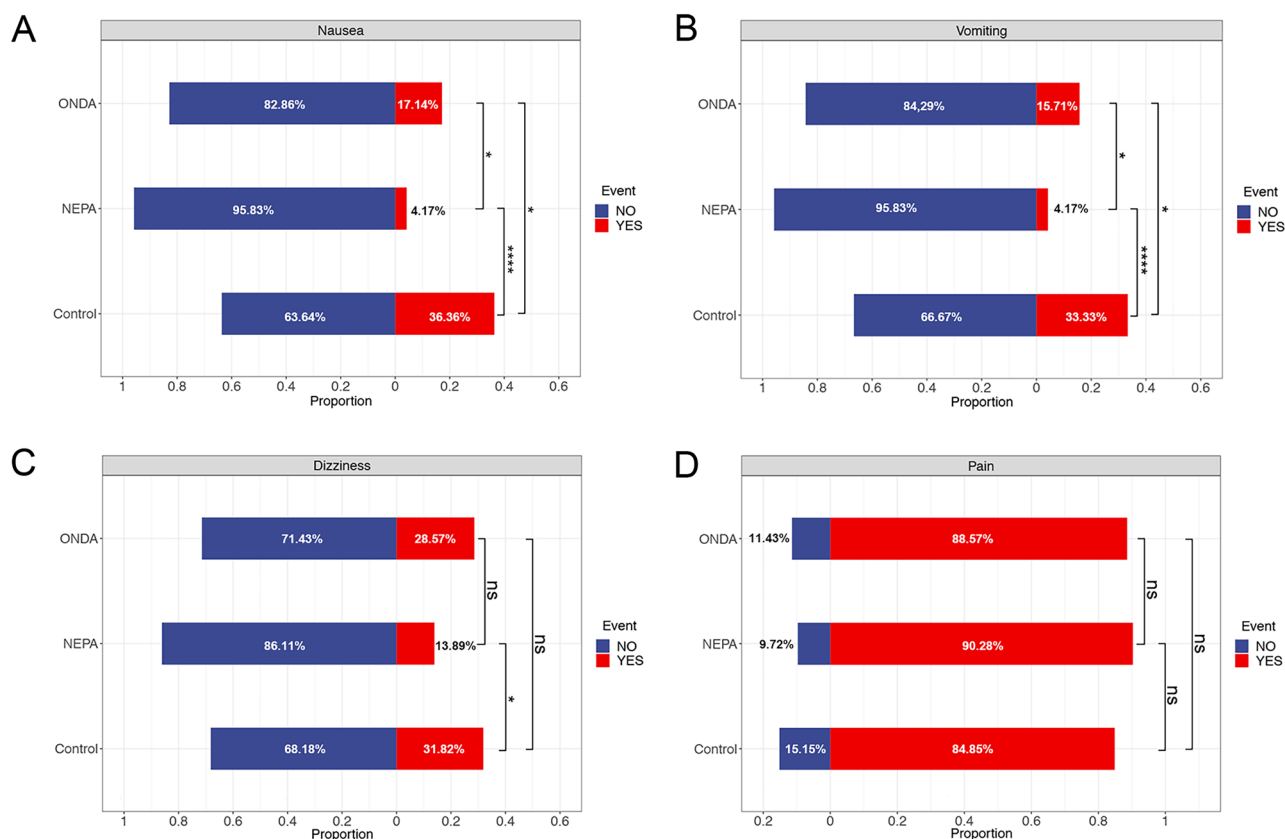 A
Nausea
ONDA
82.86%
17.14%
*
*
NEPA
95.83%
4.17%
****
Control
63.64%
36.36%
1
0.8
0.6
0.4
0.2
0
0.2
0.4
0.6
Proportion
Event
NO
YES
B
Vomiting
ONDA
84,29%
15.71%
*
*
NEPA
95.83%
4.17%
****
Control
66.67%
33.33%
1
0.8
0.6
0.4
0.2
0
0.2
0.4
0.6
Proportion
Event
NO
YES
C
Dizziness
ONDA
71.43%
28.57%
ns
ns
NEPA
86.11%
13.89%
*
Control
68.18%
31.82%
1
0.8
0.6
0.4
0.2
0
0.2
0.4
0.6
Proportion
Event
NO
YES
D
Pain
ONDA
11.43%
88.57%
ns
ns
NEPA
9.72%
90.28%
ns
Control
15.15%
84.85%
0.2
0
0.2
0.4
0.6
0.8
1
Proportion
Event
NO
YES